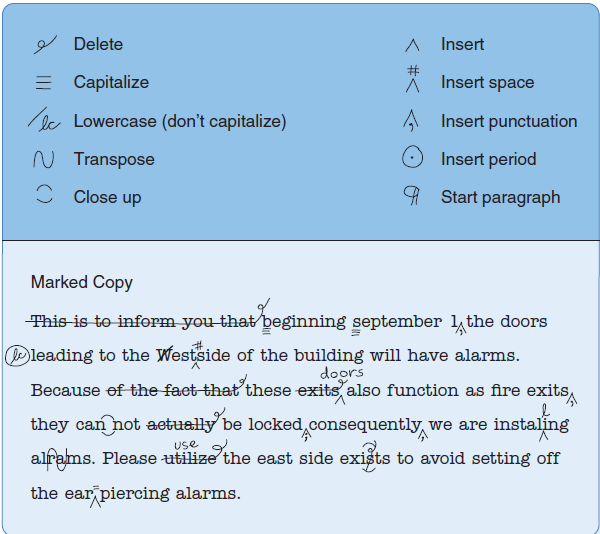 Delete
Capitalize
lc Lowercase (don't capitalize)
Transpose
Close up
Insert
# Insert space
Insert punctuation
Insert period
Start paragraph
Marked Copy
This is to inform you that beginning september 1, the doors
#
lc leading to the Westside of the building will have alarms.
doors
Because of the fact that these exits also function as fire exits,
l
they can not actually be locked, consequently, we are instaling
use
alrams. Please utilize the east side exists to avoid setting off
the ear=piercing alarms.